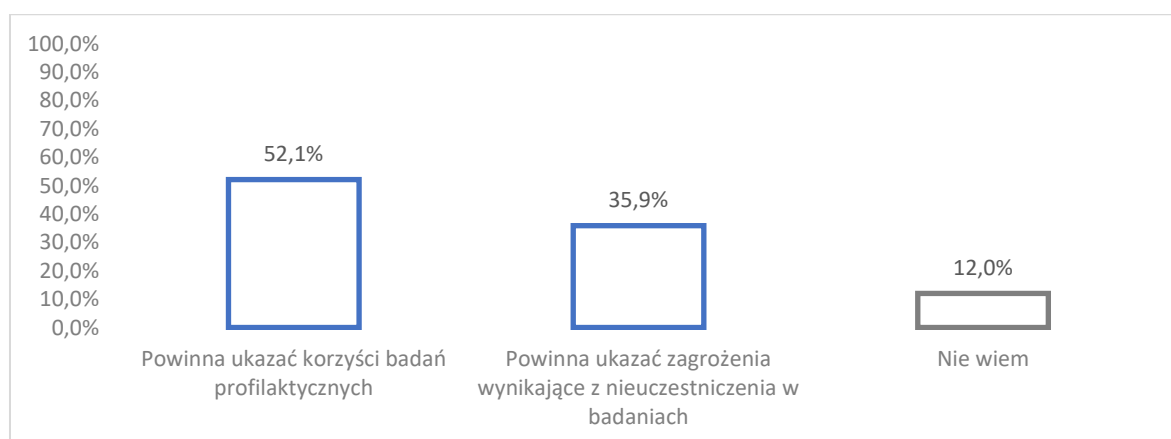 100,0%
90,0%
80,0%
70,0%
60,0%
50,0%
40,0%
30,0%
20,0%
10,0%
0,0%
52,1%
35,9%
12,0%
Powinna ukazać korzyści badań
profilaktycznych
Powinna ukazać zagrożenia
wynikające z nieuczestniczenia w
badaniach
Nie wiem